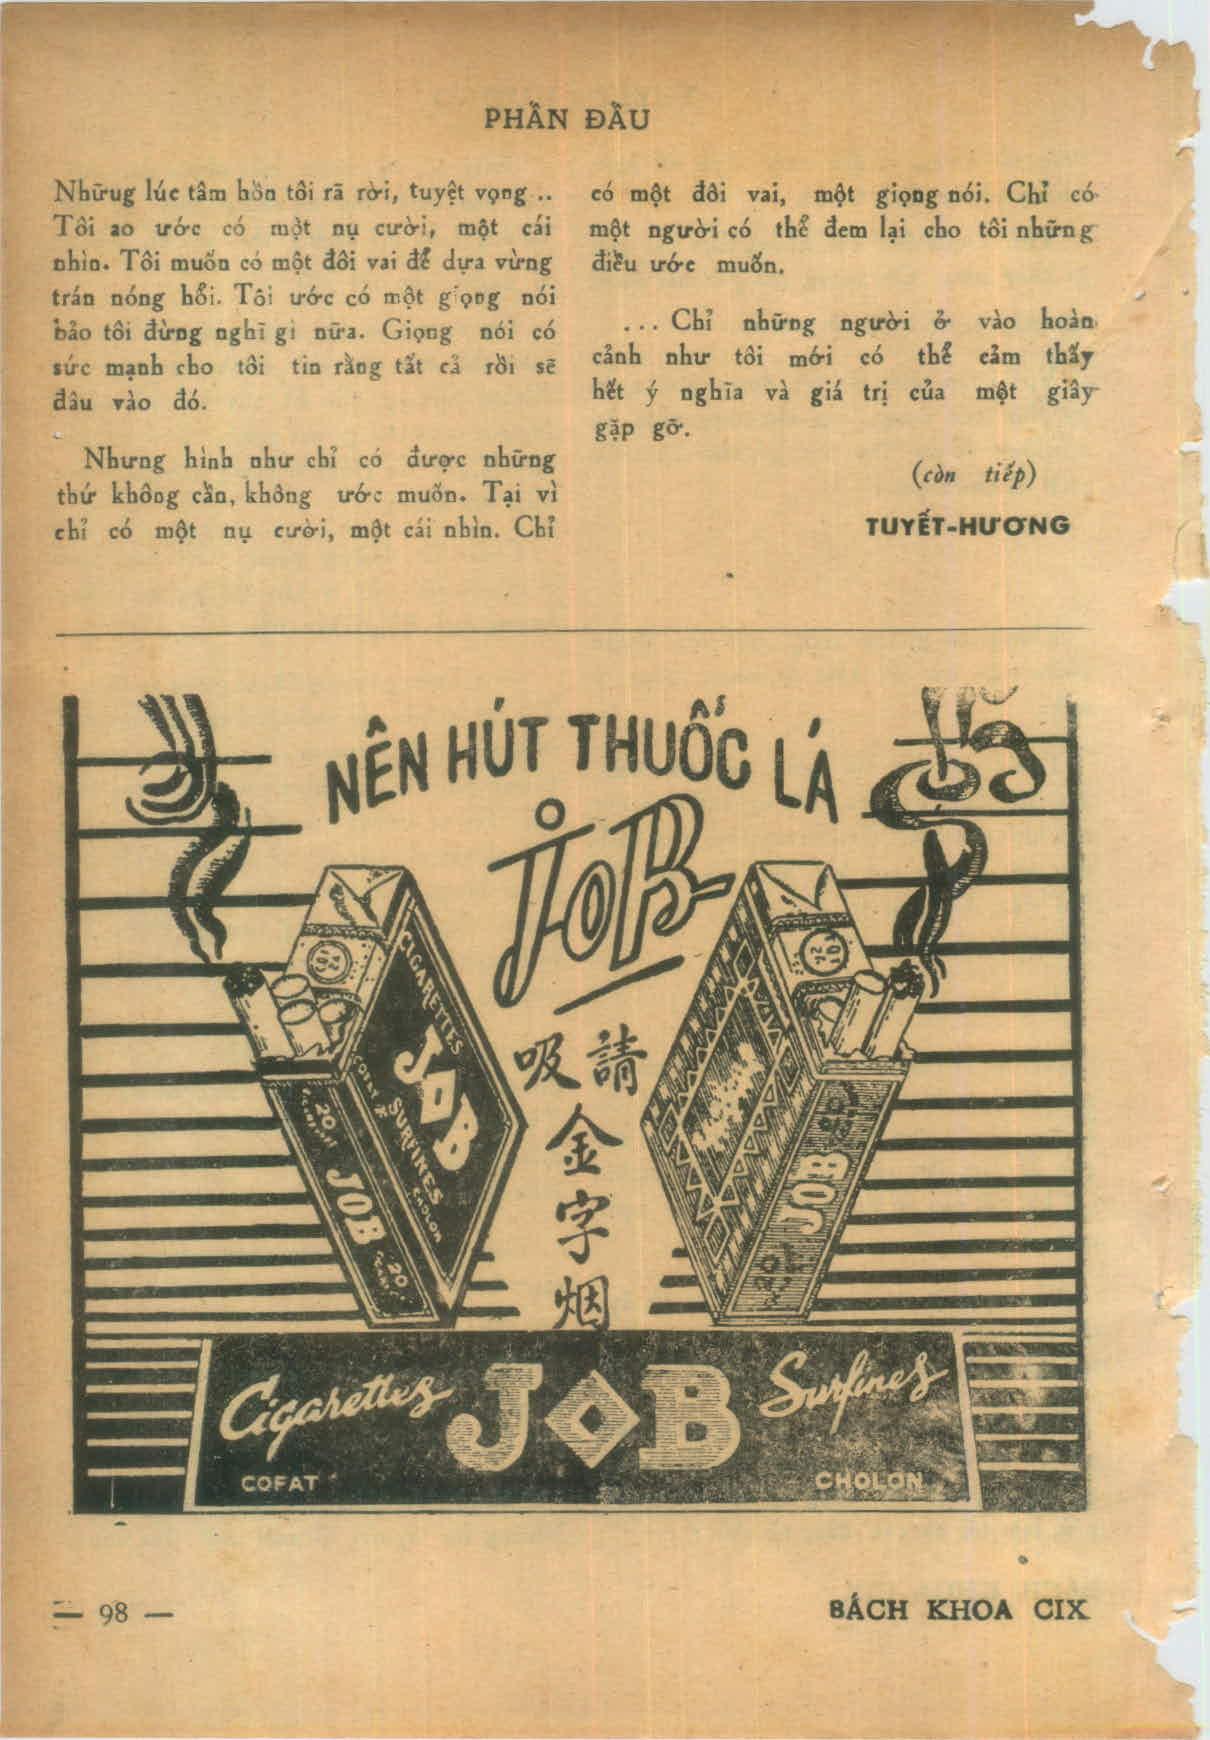 PHẦN ĐẦU
Nhữrug lúc tâm hồn tôi rã rời, tuyệt vọng..
Tôi ao ước có một nụ cười, một cái
nhìn. Tôi muốn có một đôi vai để dựa vừng
trán nóng hổi. Tôi ước có một giọng nói
bảo tôi đừng nghĩ gì nữa. Giọng nói có
sức mạnh cho tôi tin rằng tất cả rồi sẽ
đâu vào đó.
Nhưng hình như chỉ có được những
thứ không cần, không ước muốn. Tại vì
chỉ có một nụ cười, một cái nhìn. Chỉ
có một đôi vai, một giọng nói. Chỉ có
một người có thể đem lại cho tôi những
điều ước muốn.
... Chỉ những người ở vào hoàn
cảnh như tôi mới có thể cảm thấy
hết ý nghĩa và giá trị của một giây
gặp gỡ.
(còn tiếp)
TUYẾT-HƯƠNG
NÊN HÚT THUỐC LÁ
JOB
請吸
金
字
烟
CIGARETTES
JOB
COFAT
SURFINES
CHOLON
20
JOB
20
JOB
20
Cigarettes JOB Surfines
COFAT CHOLON
— 98 — BÁCH KHOA CIX